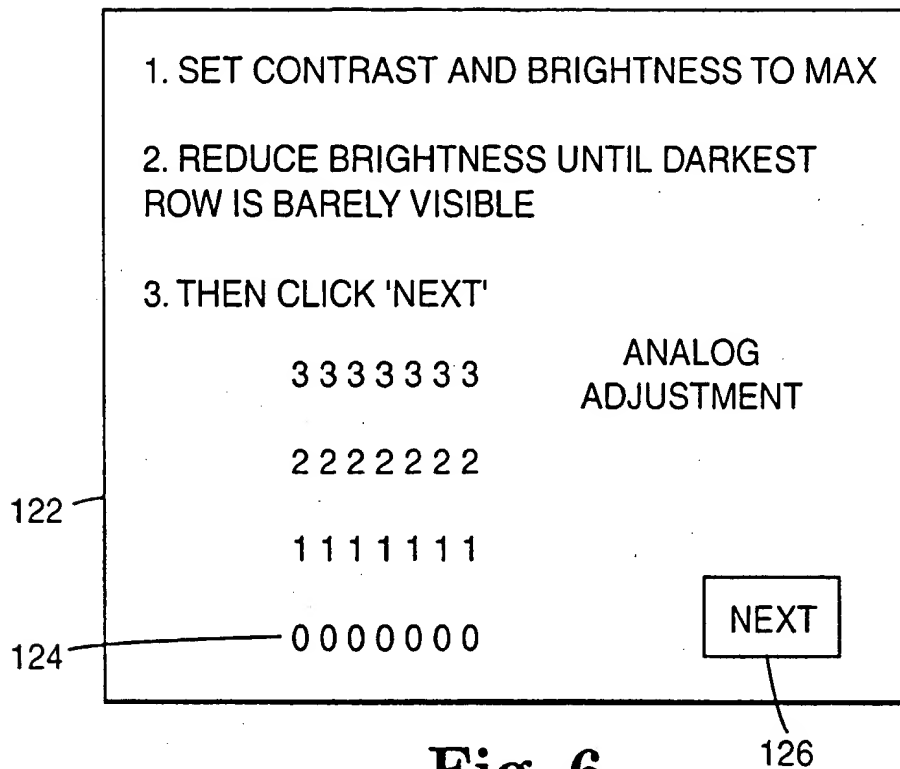 1. SET CONTRAST AND BRIGHTNESS TO MAX
2. REDUCE BRIGHTNESS UNTIL DARKEST
ROW IS BARELY VISIBLE
3. THEN CLICK 'NEXT'
3 3 3 3 3 3 3
ANALOG
ADJUSTMENT
2 2 2 2 2 2 2
122
1 1 1 1 1 1 1
NEXT
124
0 0 0 0 0 0 0
126
Fig. 6